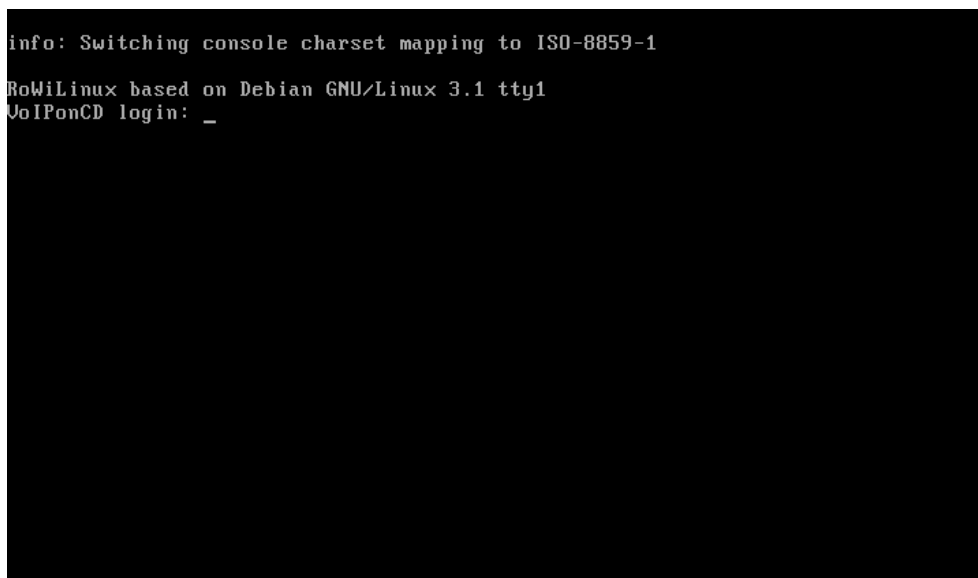 info: Switching console charset mapping to ISO-8859-1
RoWiLinux based on Debian GNU/Linux 3.1 tty1
VoIPonCD login: _